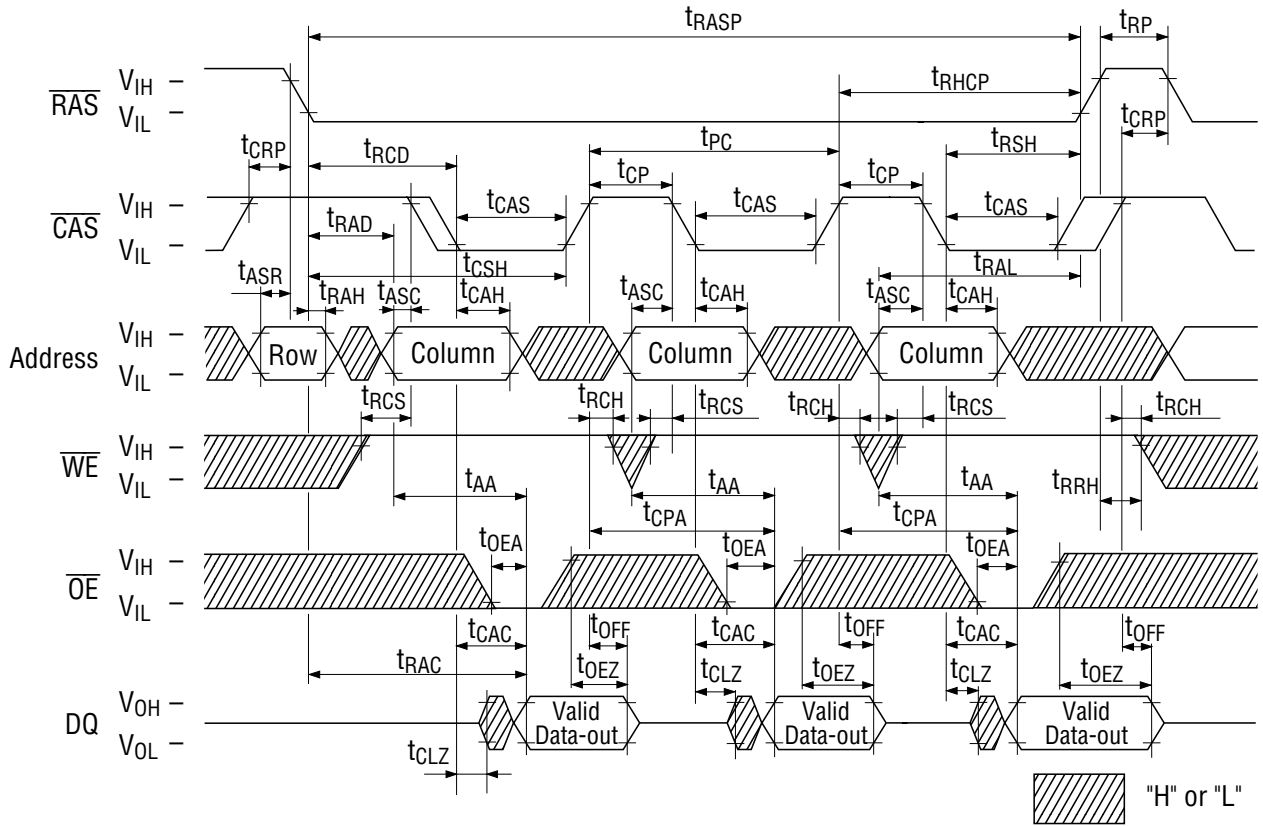 tRASP tRP
RAS VIH VIL tRHCP
tCRP tRCD tPC tRSH tCRP
CAS VIH VIL tCAS tCP tCAS tCP tCAS
tRAD
tCSH tRAL
tASR tRAH tASC tCAH tASC tCAH tASC tCAH
Address VIH VIL Row Column Column Column
tRCS tRCH tRCS tRCH tRCS tRCH
WE VIH VIL
tAA tAA tAA tRRH
tCPA tCPA
OE VIH VIL tOEA tOEA tOEA
tCAC tOFF tCAC tOFF tCAC tOFF
tRAC tOEZ tCLZ tOEZ tCLZ tOEZ
DQ VOH VOL Valid Data-out Valid Data-out Valid Data-out
tCLZ
"H" or "L"